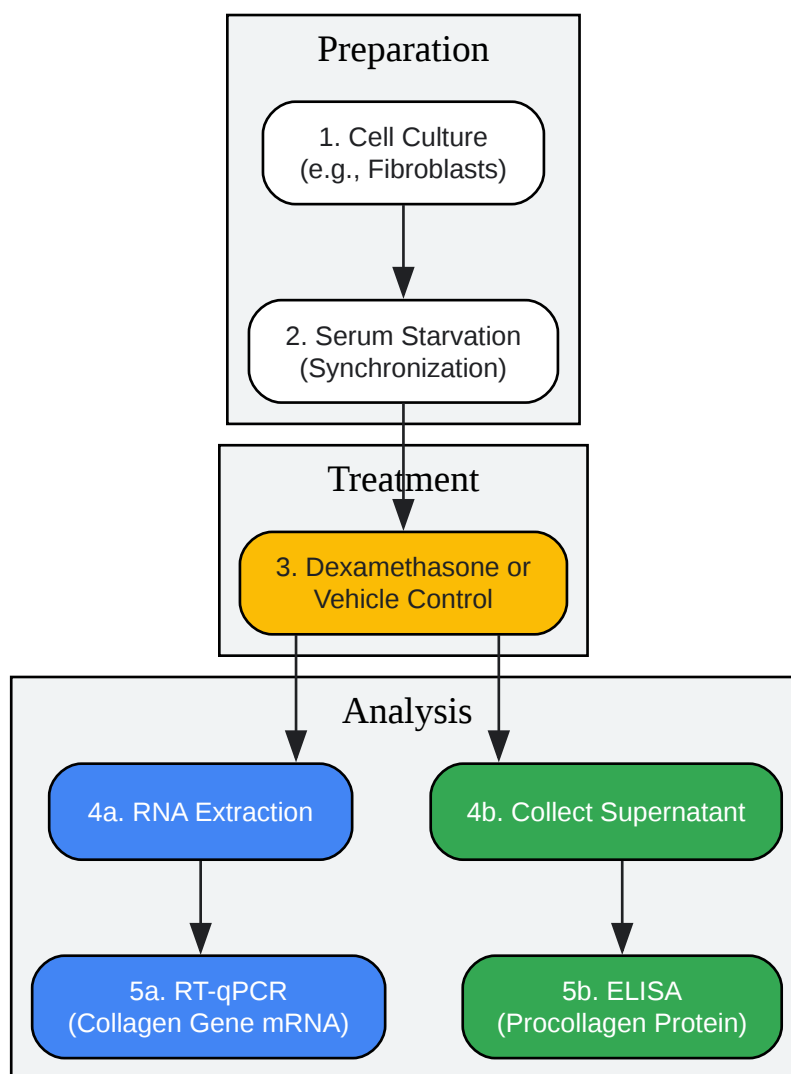 Preparation
1. Cell Culture
(e.g., Fibroblasts)
2. Serum Starvation
(Synchronization)
Treatment
3. Dexamethasone or
Vehicle Control
Analysis
4a. RNA Extraction
4b. Collect Supernatant
5a. RT-qPCR
(Collagen Gene mRNA)
5b. ELISA
(Procollagen Protein)